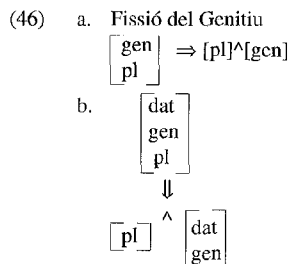 (46) a. Fissió del Genitiu
[gen
pl] ⇒ [pl]^[gen]
b. [dat
gen
pl]
⇓
[pl] ^ [dat
gen]